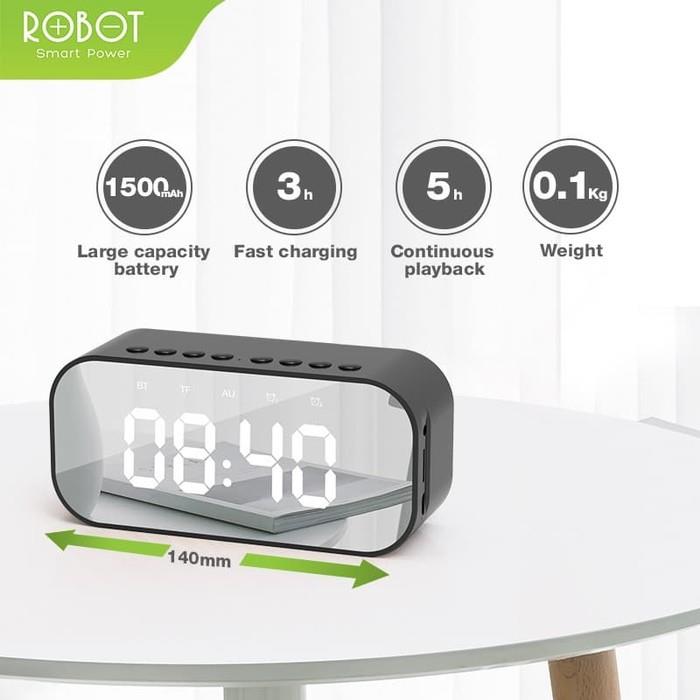 ROBOT
Smart Power
1500mAh
3h
5h
0.1Kg
Large capacity
battery
Fast charging
Continuous
playback
Weight
BT TF AU
08:40
140mm